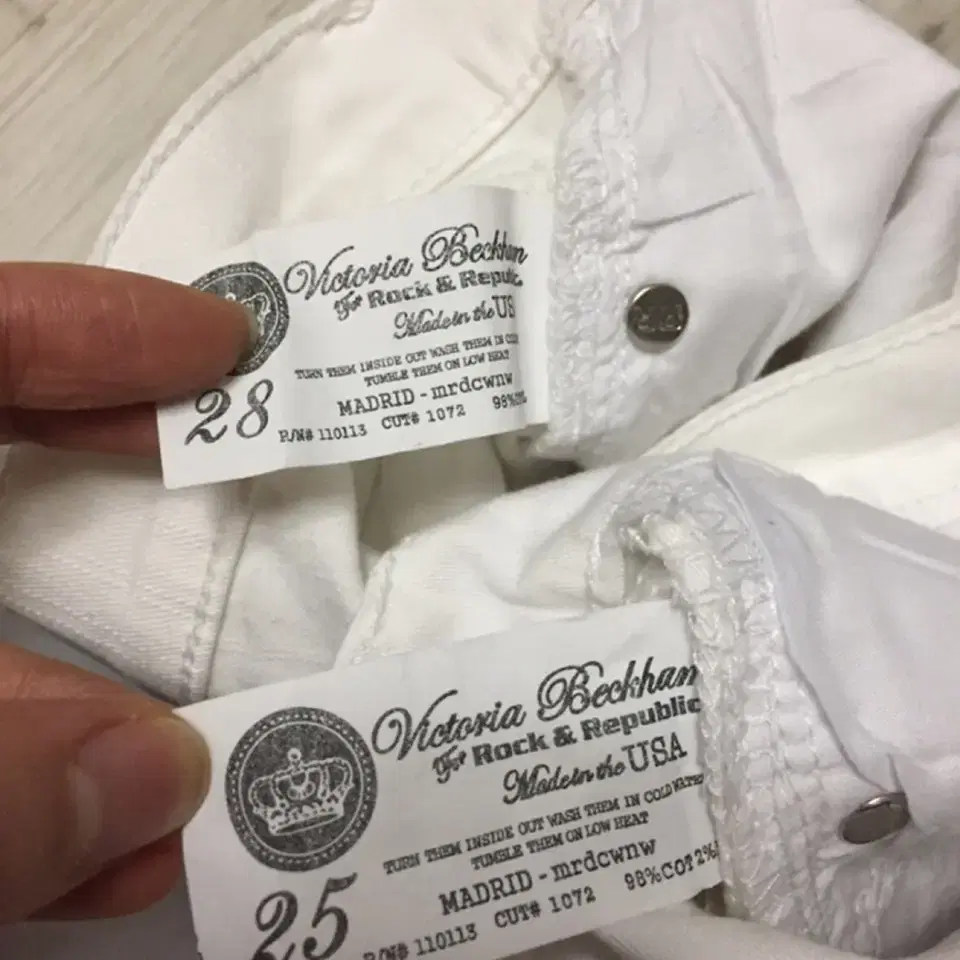 Victoria Beckham
For Rock & Republic
Made in the US
TURN THEM INSIDE OUT WASH THEM IN COLD
TUMBLE THEM ON LOW HEAT
MADRID - mrdcwnw
28
R/N# 110113 CUT# 1072 98%COT
Victoria Beckham
For Rock & Republic
Made in the USA
TURN THEM INSIDE OUT WASH THEM IN COLD WATER
TUMBLE THEM ON LOW HEAT
MADRID - mrdcwnw
25
R/N# 110113 CUT# 1072 98%COT 2%